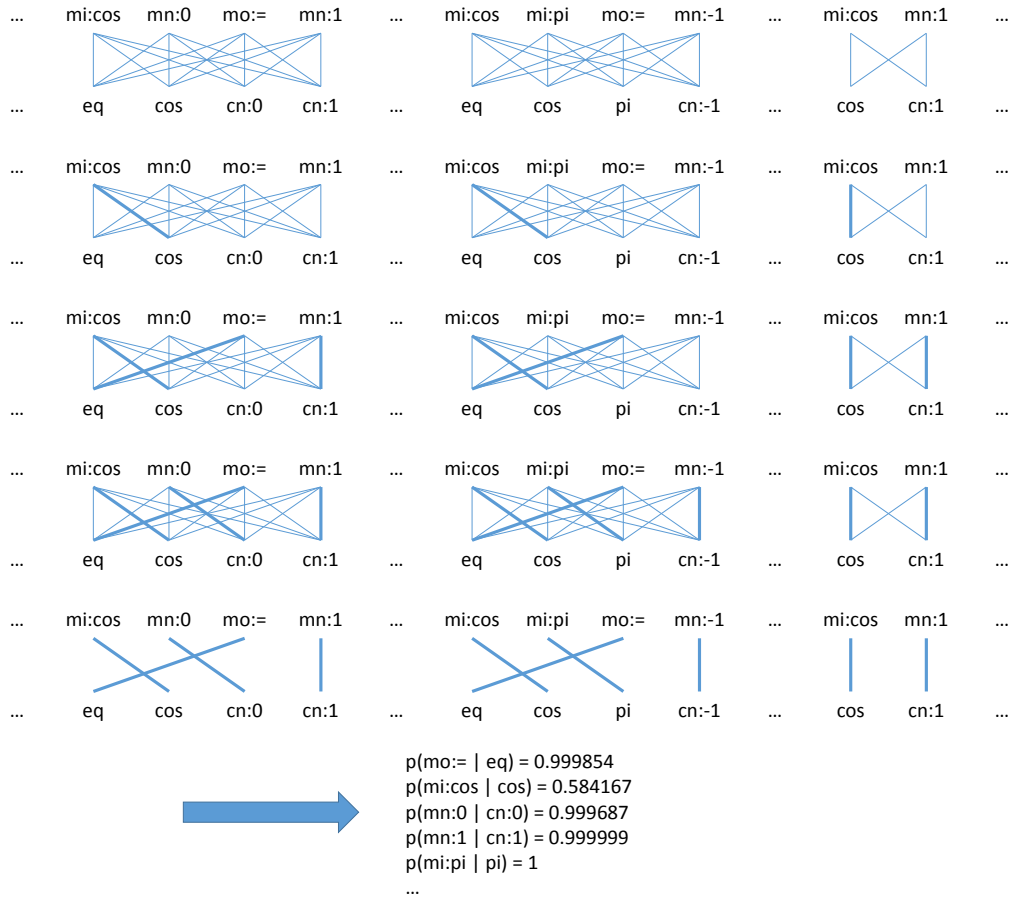 ... mi:cos mn:0 mo:= mn:1 ... mi:cos mi:pi mo:= mn:-1 ... mi:cos mn:1 ...
... eq cos cn:0 cn:1 ... eq cos pi cn:-1 ... cos cn:1 ...
... mi:cos mn:0 mo:= mn:1 ... mi:cos mi:pi mo:= mn:-1 ... mi:cos mn:1 ...
... eq cos cn:0 cn:1 ... eq cos pi cn:-1 ... cos cn:1 ...
... mi:cos mn:0 mo:= mn:1 ... mi:cos mi:pi mo:= mn:-1 ... mi:cos mn:1 ...
... eq cos cn:0 cn:1 ... eq cos pi cn:-1 ... cos cn:1 ...
... mi:cos mn:0 mo:= mn:1 ... mi:cos mi:pi mo:= mn:-1 ... mi:cos mn:1 ...
... eq cos cn:0 cn:1 ... eq cos pi cn:-1 ... cos cn:1 ...
... mi:cos mn:0 mo:= mn:1 ... mi:cos mi:pi mo:= mn:-1 ... mi:cos mn:1 ...
... eq cos cn:0 cn:1 ... eq cos pi cn:-1 ... cos cn:1 ...
p(mo:= | eq) = 0.999854
p(mi:cos | cos) = 0.584167
p(mn:0 | cn:0) = 0.999687
p(mn:1 | cn:1) = 0.999999
p(mi:pi | pi) = 1
...